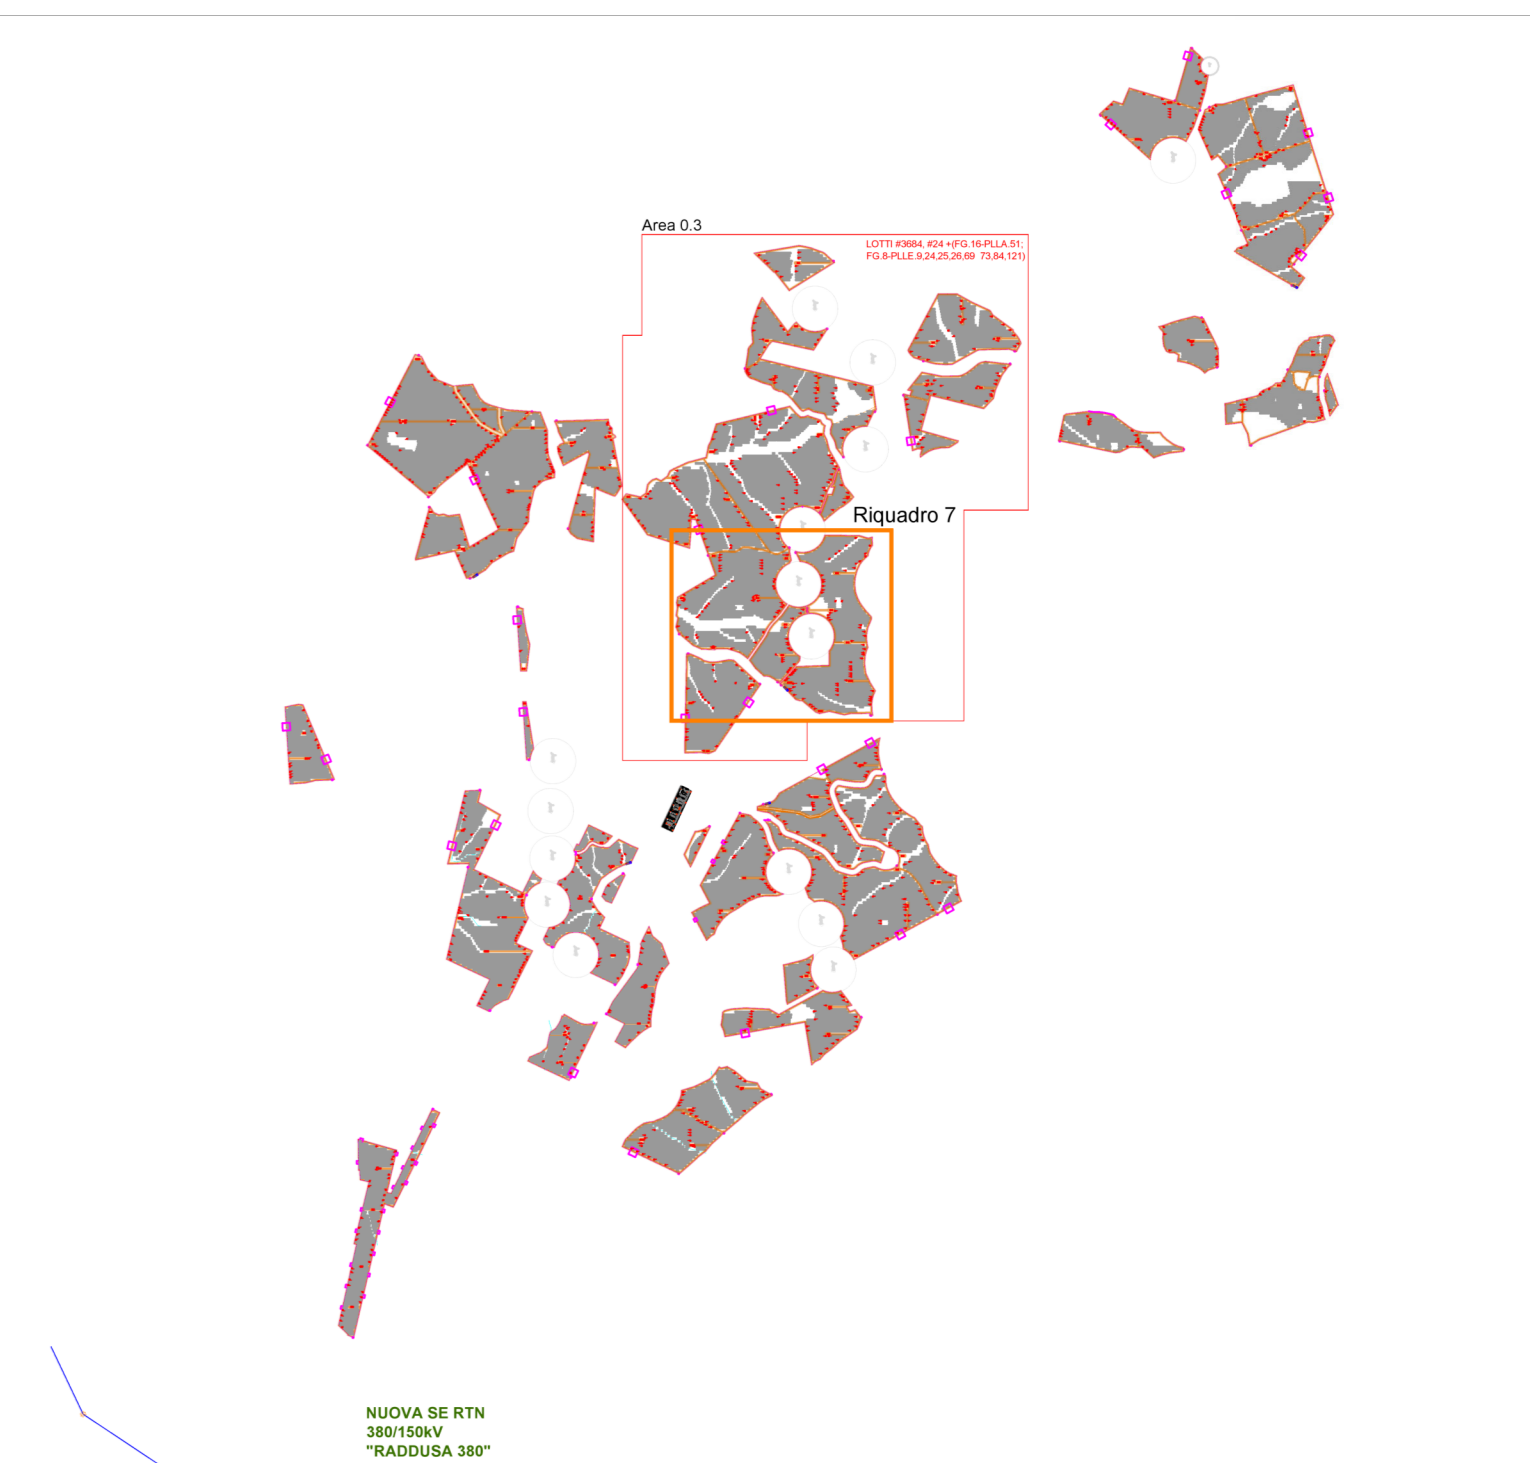 Area 0.3
LOTTI #3684, #24 +(FG.16-PLLA.51;
FG.8-PLLE.9,24,25,26,69 73,84,121)
Riquadro 7
NUOVA SE RTN
380/150kV
"RADDUSA 380"